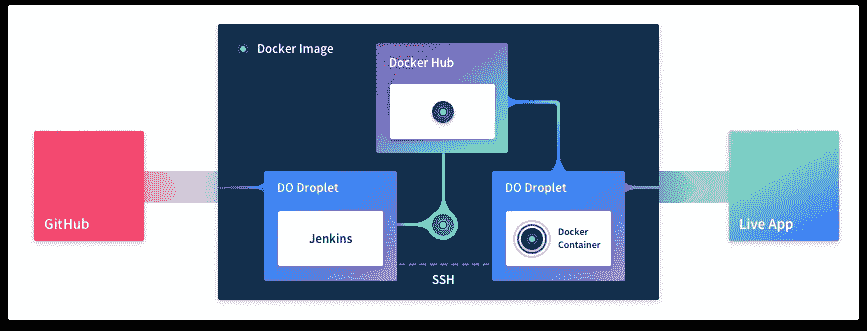 Docker Image
Docker Hub
GitHub
DO Droplet
Jenkins
SSH
DO Droplet
Docker
Container
Live App